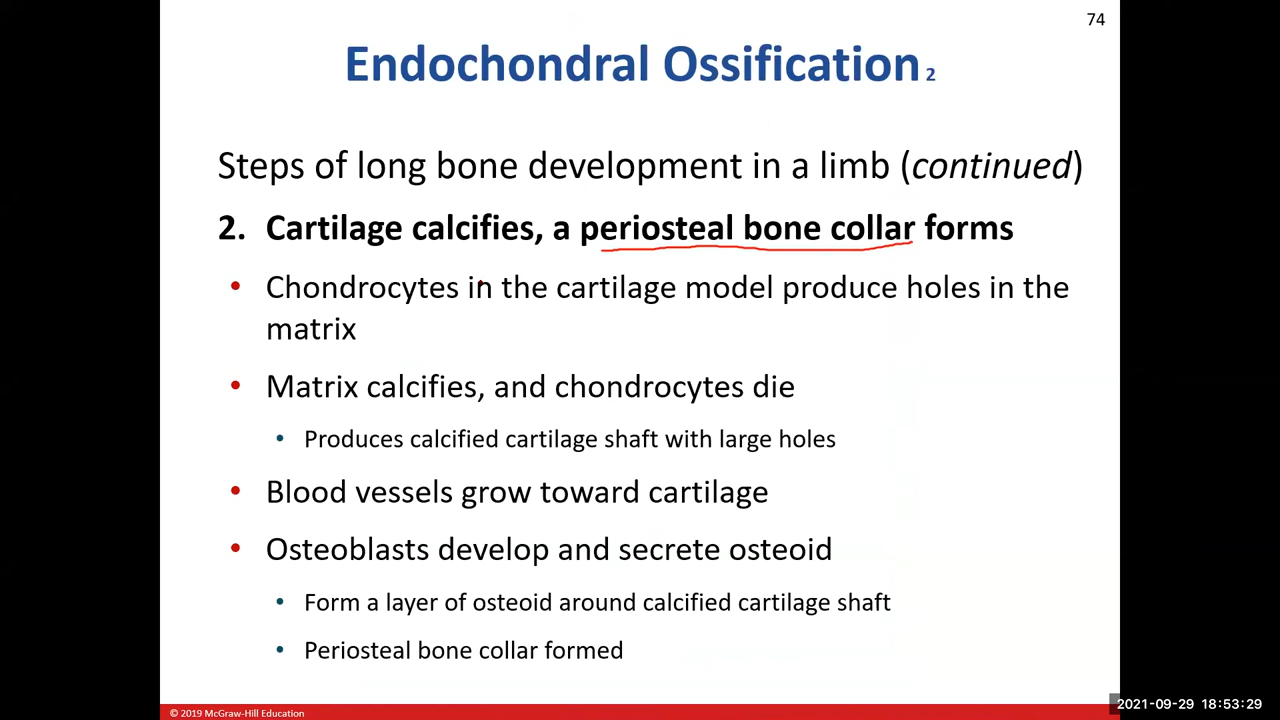 74
Endochondral Ossification 2
Steps of long bone development in a limb (continued)
2. Cartilage calcifies, a periosteal bone collar forms
• Chondrocytes in the cartilage model produce holes in the
matrix
• Matrix calcifies, and chondrocytes die
• Produces calcified cartilage shaft with large holes
• Blood vessels grow toward cartilage
• Osteoblasts develop and secrete osteoid
• Form a layer of osteoid around calcified cartilage shaft
• Periosteal bone collar formed
© 2019 McGraw-Hill Education
2021-09-29 18:53:29